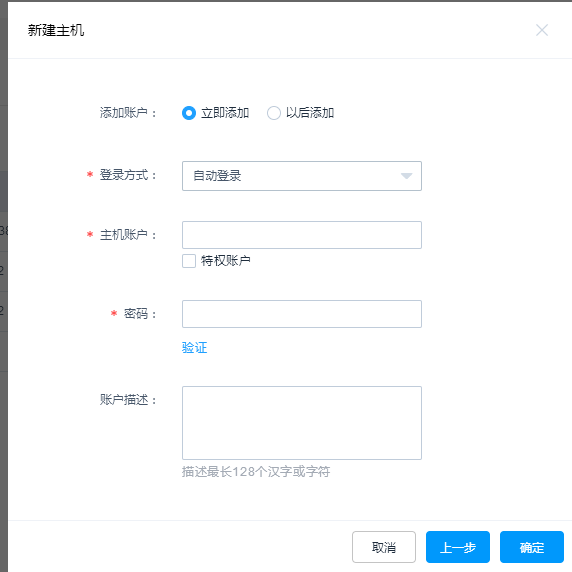 新建主机
添加账户： 立即添加 以后添加
* 登录方式： 自动登录
* 主机账户：
特权账户
* 密码：
验证
账户描述：
描述最长128个汉字或字符
取消 上一步 确定